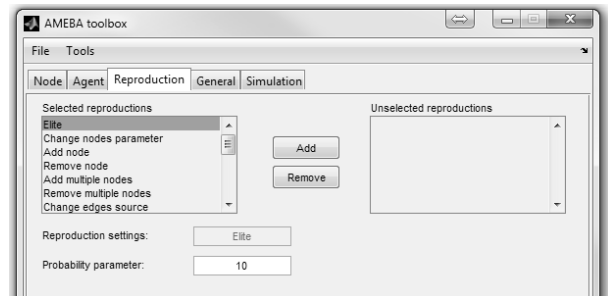 AMEBA toolbox
File Tools
Node Agent Reproduction General Simulation
Selected reproductions Unselected reproductions
Elite
Change nodes parameter
Add node
Remove node
Add multiple nodes
Remove multiple nodes
Change edges source
Add
Remove
Reproduction settings: Elite
Probability parameter: 10